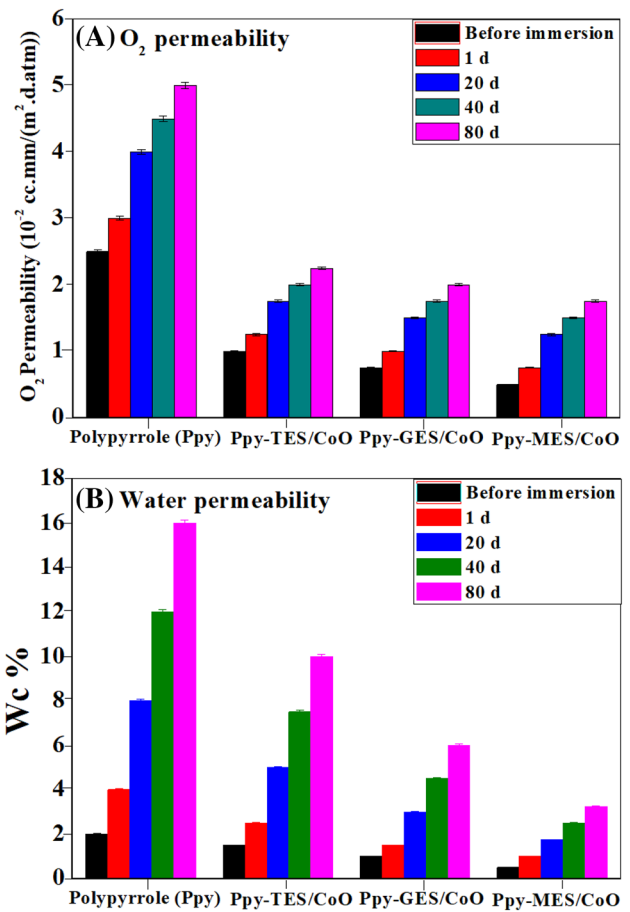 (A) O₂ permeability
Before immersion
1 d
20 d
40 d
80 d
O₂ Permeability (10⁻² cc.mm/(m².d.atm))
6
5
4
3
2
1
0
Polypyrrole (Ppy) Ppy-TES/CoO Ppy-GES/CoO Ppy-MES/CoO
(B) Water permeability
Before immersion
1 d
20 d
40 d
80 d
Wc %
18
16
14
12
10
8
6
4
2
0
Polypyrrole (Ppy) Ppy-TES/CoO Ppy-GES/CoO Ppy-MES/CoO